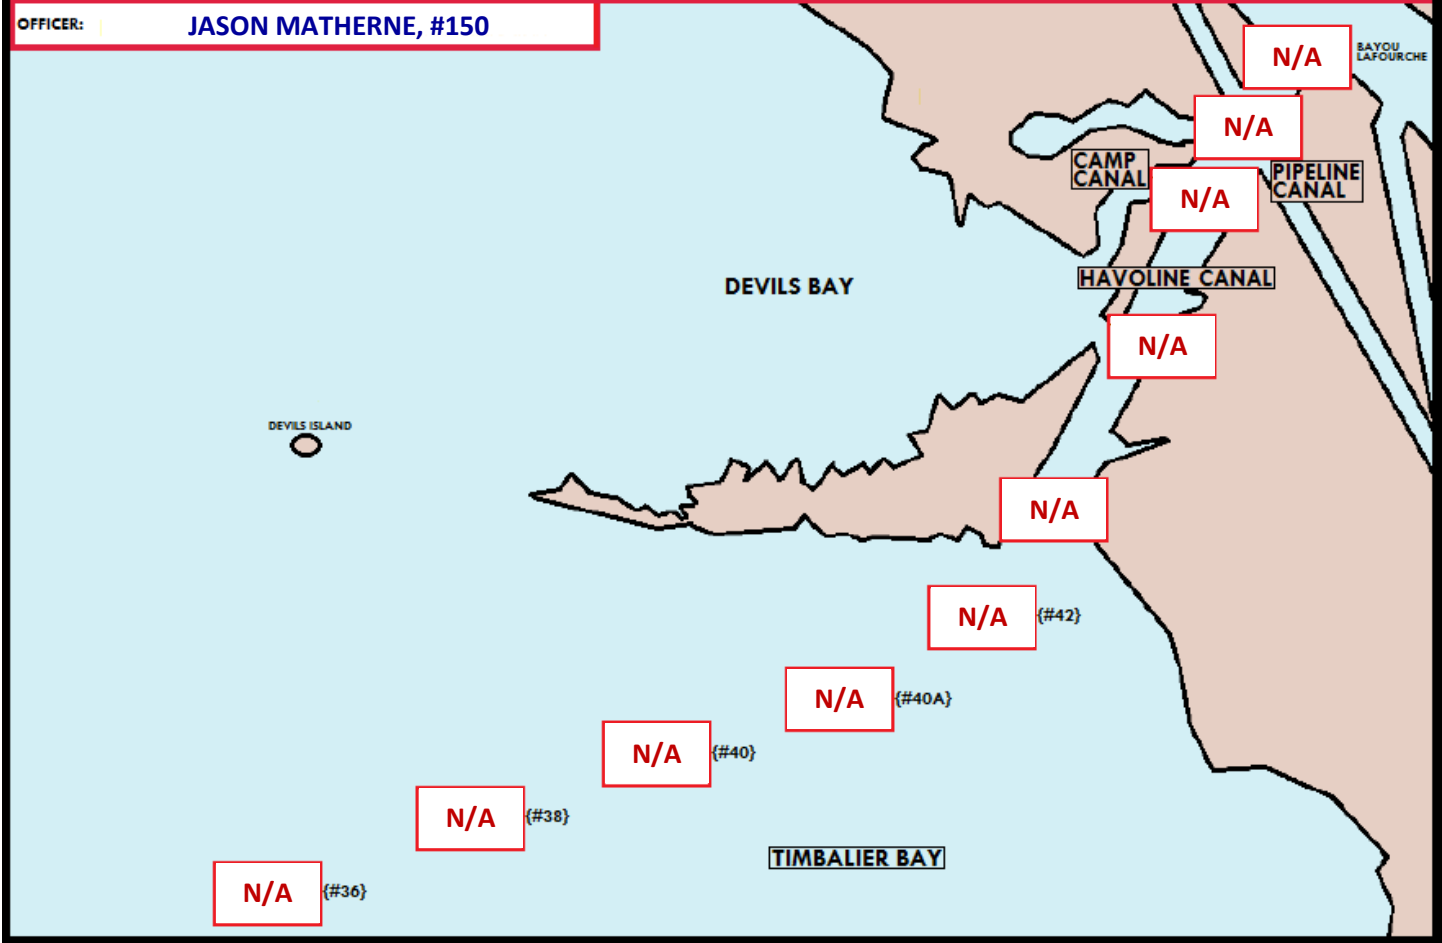 OFFICER: JASON MATHERNE, #150
N/A
BAYOU
LAFOURCHE
N/A
CAMP
CANAL
PIPELINE
CANAL
N/A
HAVOLINE CANAL
DEVILS BAY
N/A
DEVILS ISLAND
N/A
N/A {#42}
N/A {#40A}
N/A {#40}
N/A {#38}
TIMBALIER BAY
N/A {#36}